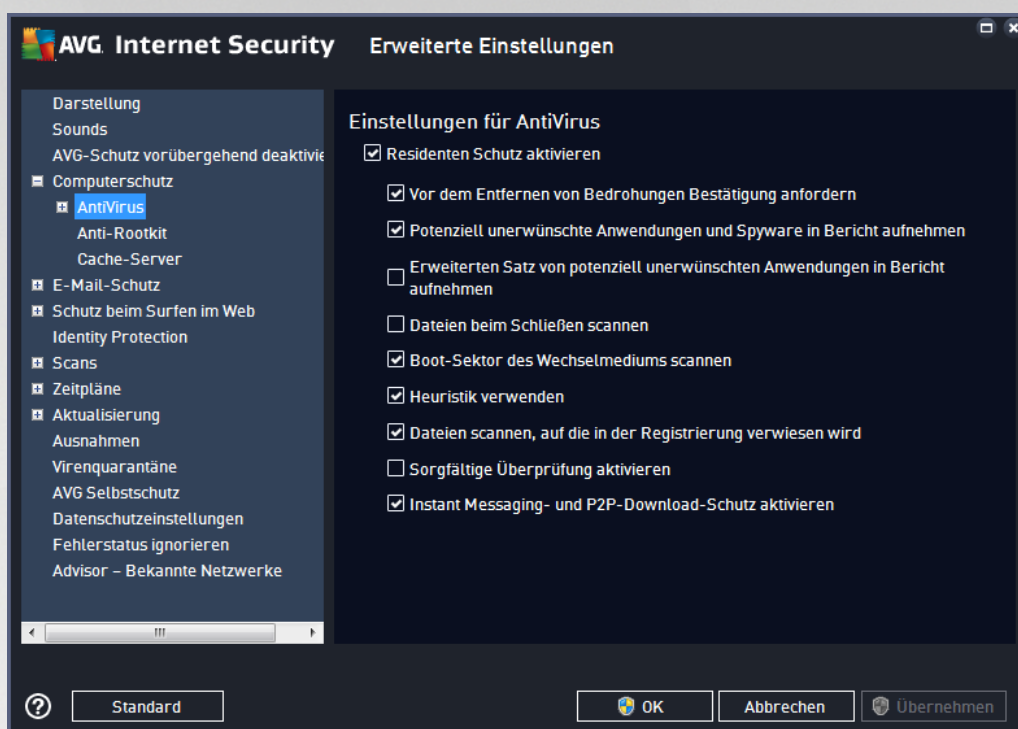 AVG. Internet Security
Erweiterte Einstellungen
Darstellung
Sounds
AVG-Schutz vorübergehend deaktivie
Computerschutz
AntiVirus
Anti-Rootkit
Cache-Server
E-Mail-Schutz
Schutz beim Surfen im Web
Identity Protection
Scans
Zeitpläne
Aktualisierung
Ausnahmen
Virenquarantäne
AVG Selbstschutz
Datenschutzeinstellungen
Fehlerstatus ignorieren
Advisor – Bekannte Netzwerke
Einstellungen für AntiVirus
Residenten Schutz aktivieren
Vor dem Entfernen von Bedrohungen Bestätigung anfordern
Potenziell unerwünschte Anwendungen und Spyware in Bericht aufnehmen
Erweiterten Satz von potenziell unerwünschten Anwendungen in Bericht
aufnehmen
Dateien beim Schließen scannen
Boot-Sektor des Wechselmediums scannen
Heuristik verwenden
Dateien scannen, auf die in der Registrierung verwiesen wird
Sorgfältige Überprüfung aktivieren
Instant Messaging- und P2P-Download-Schutz aktivieren
Standard
OK
Abbrechen
Übernehmen